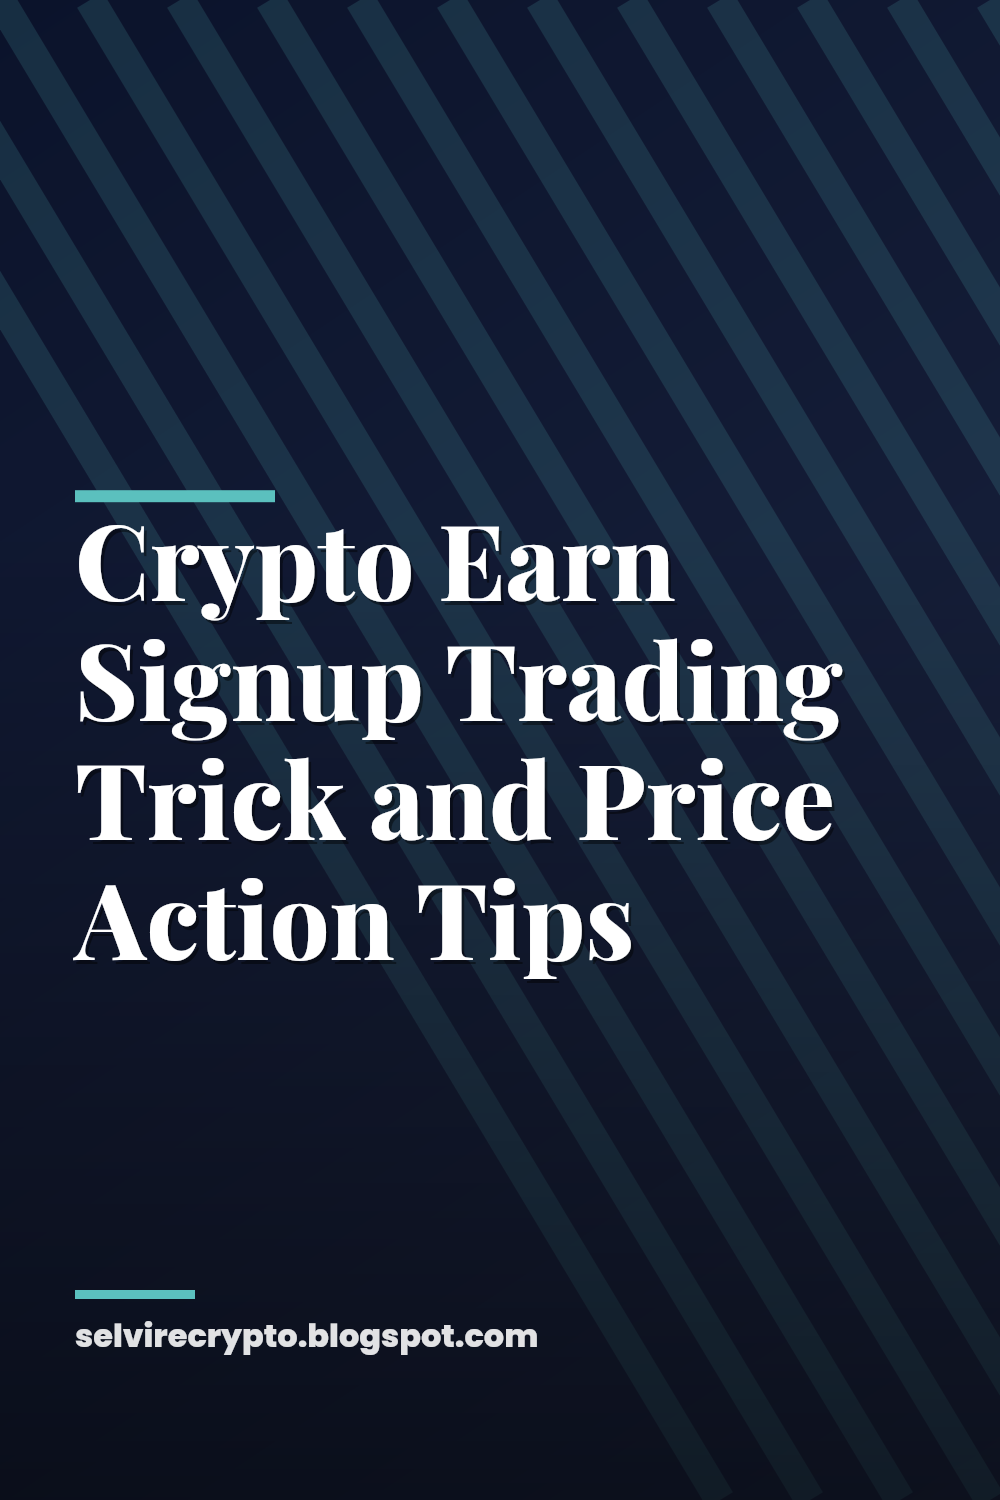 Crypto Earn
Signup Trading
Trick and Price
Action Tips
selvirecrypto.blogspot.com